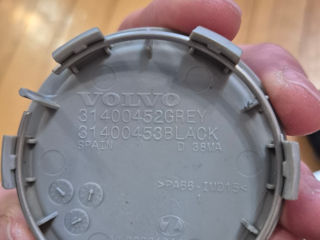 VOLVO
31400452GREY
31400453BLACK
SPAIN D 38MA
>PA66-IMD15<